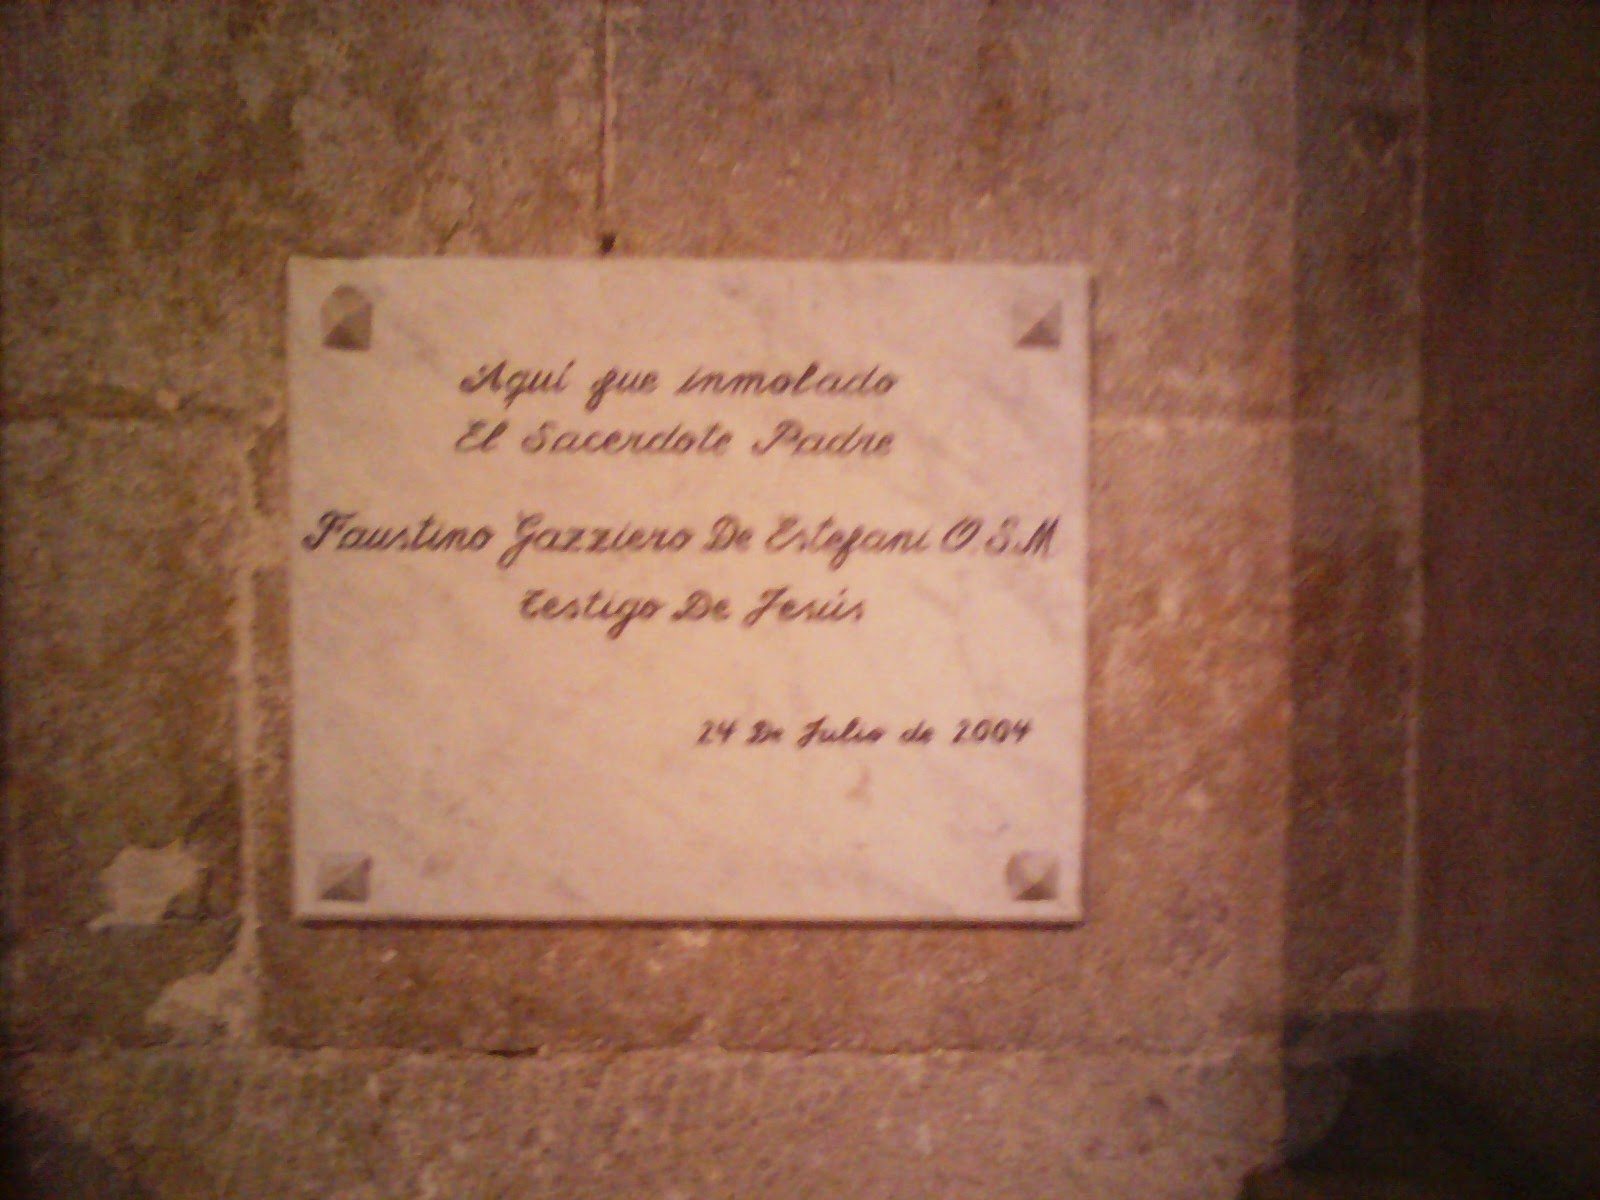 Aquí fue inmolado
El Sacerdote Padre
Faustino Gazziero De Estefani O.S.M
Testigo De Jesús
24 De Julio de 2004